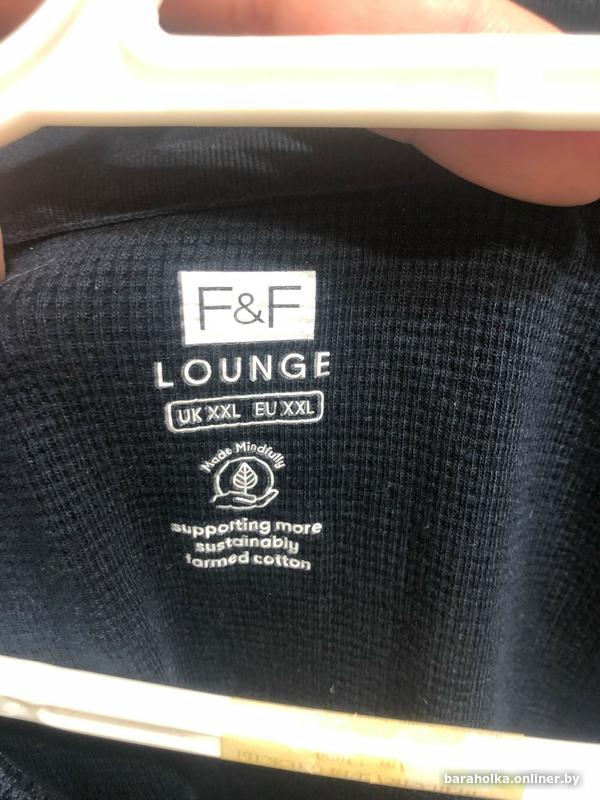 F&F
LOUNGE
UK XXL EU XXL
Made Mindfully
supporting more
sustainably
farmed cotton
baraholka.onliner.by